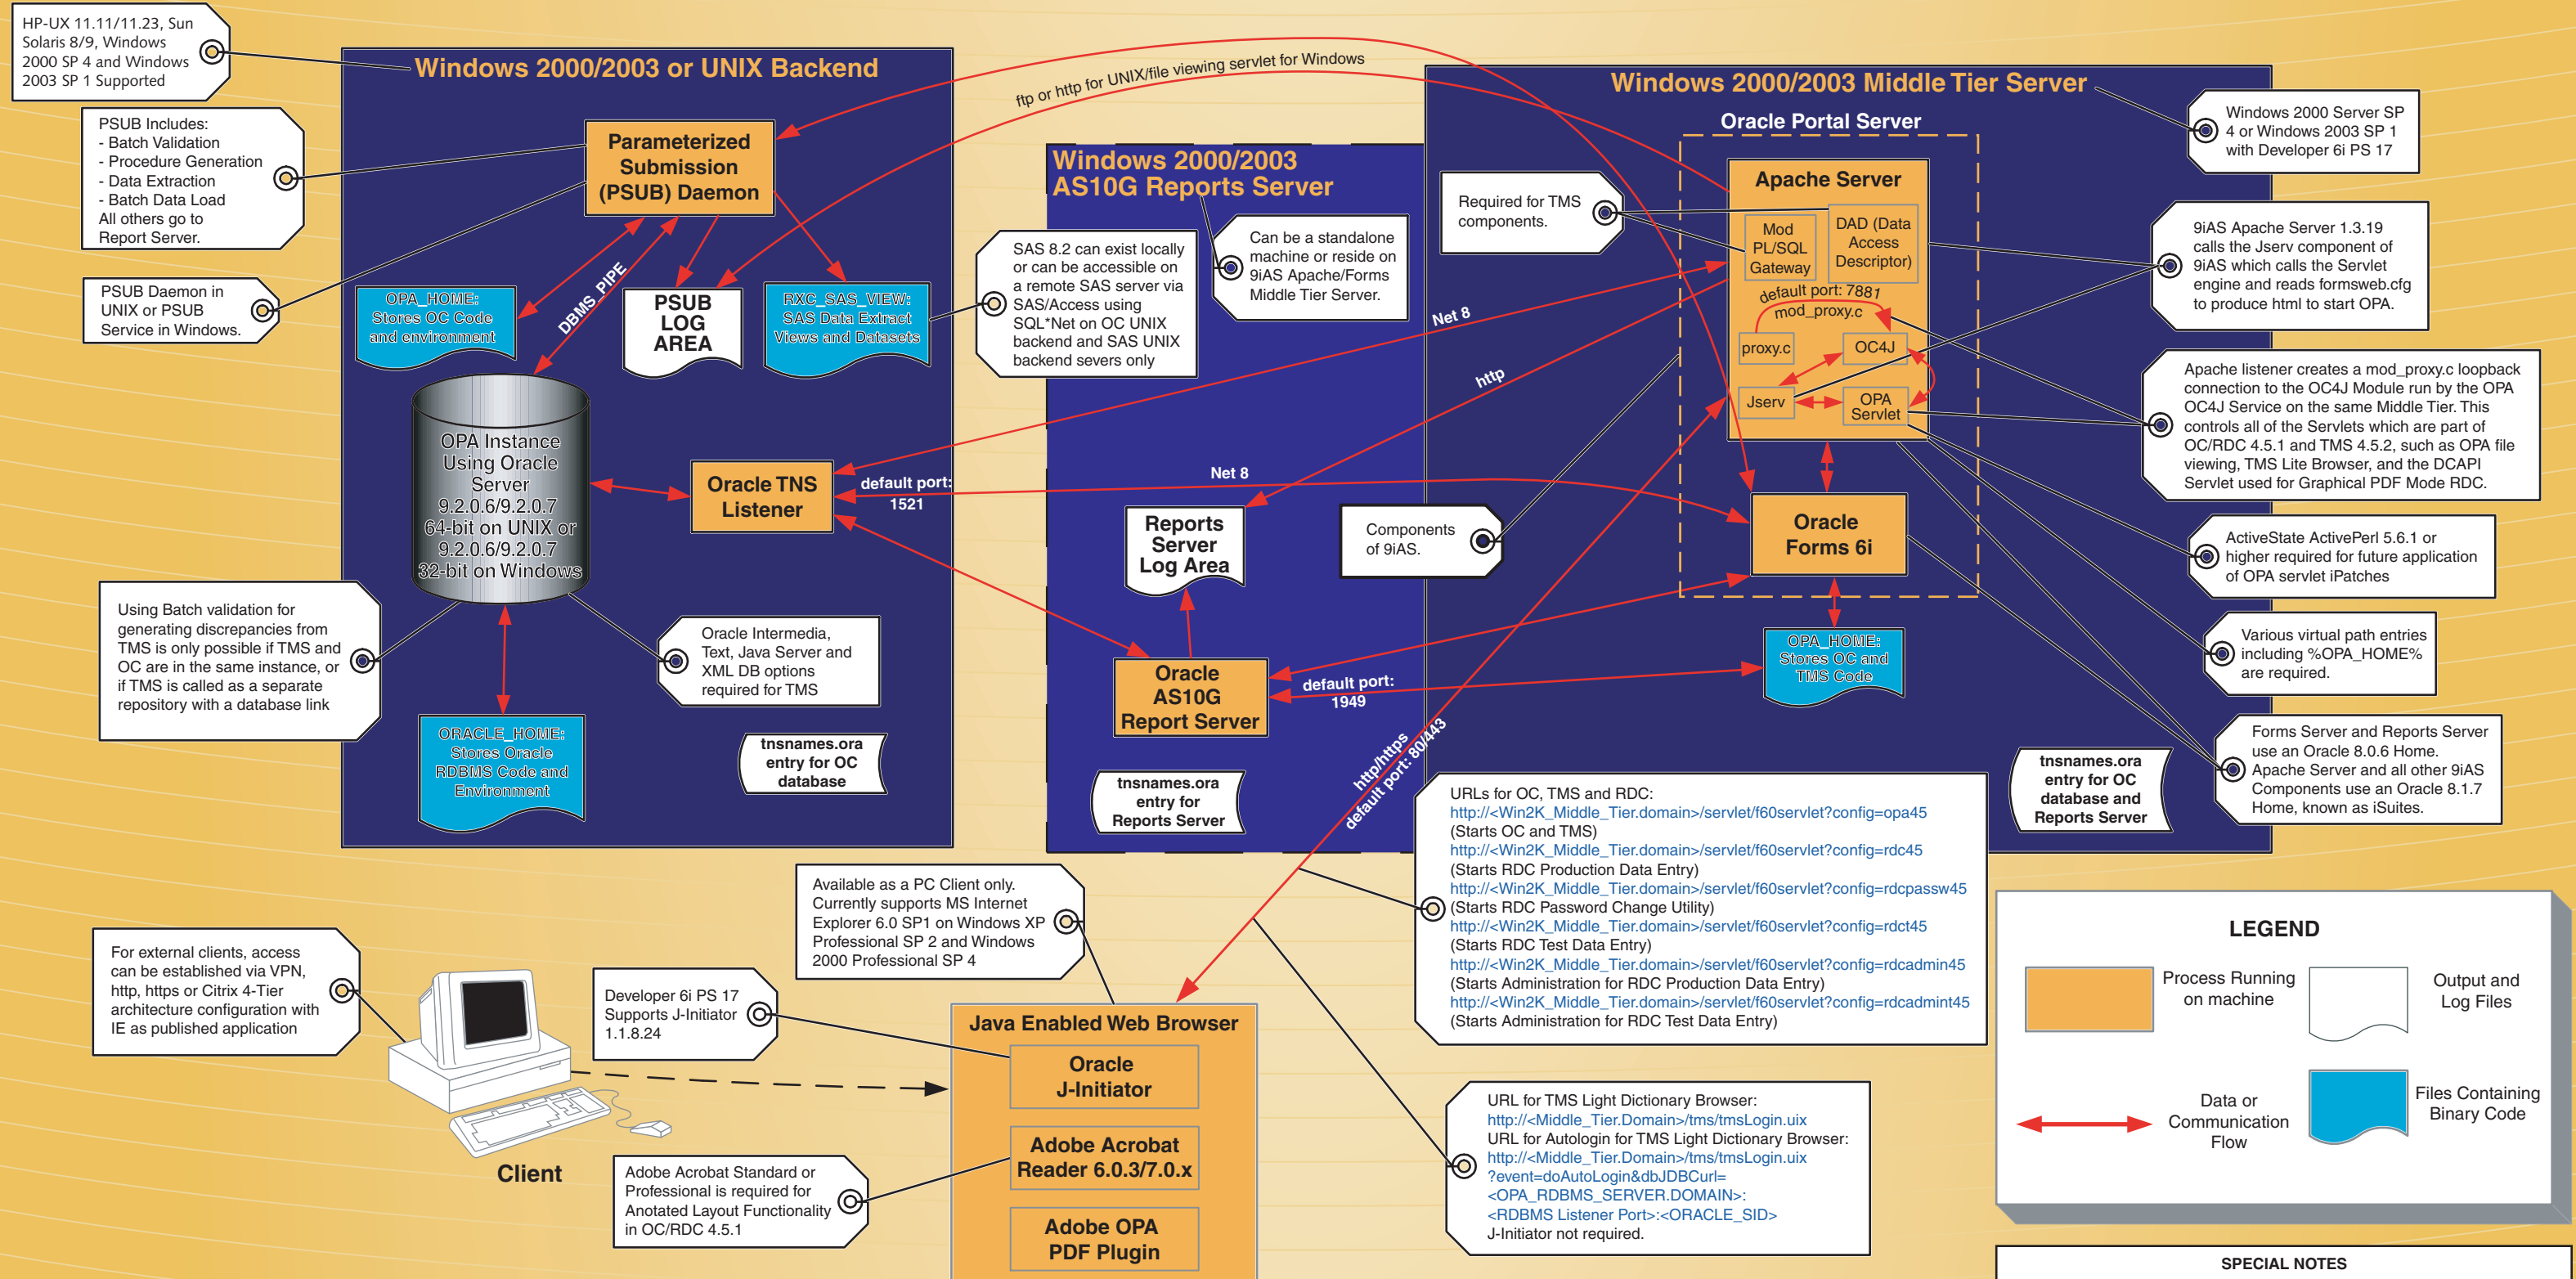 HP-UX 11.11/11.23, Sun
Solaris 8/9, Windows
2000 SP 4 and Windows
2003 SP 1 Supported
PSUB Includes:
- Batch Validation
- Procedure Generation
- Data Extraction
- Batch Data Load
All others go to
Report Server.
PSUB Daemon in
UNIX or PSUB
Service in Windows.
Windows 2000/2003 or UNIX Backend
Parameterized
Submission
(PSUB) Daemon
OPA_HOME:
Stores OC Code
and environment
DBMS_PIPE
PSUB
LOG
AREA
RXC_SAS_VIEW:
SAS Data Extract
Views and Datasets
OPA Instance
Using Oracle
Server
9.2.0.6/9.2.0.7
64-bit on UNIX or
9.2.0.6/9.2.0.7
32-bit on Windows
Oracle TNS
Listener
default port:
1521
Using Batch validation for
generating discrepancies from
TMS is only possible if TMS and
OC are in the same instance, or
if TMS is called as a separate
repository with a database link
Oracle Intermedia,
Text, Java Server and
XML DB options
required for TMS
ORACLE_HOME:
Stores Oracle
RDBMS Code and
Environment
tnsnames.ora
entry for OC
database
ftp or http for UNIX/file viewing servlet for Windows
SAS 8.2 can exist locally
or can be accessible on
a remote SAS server via
SAS/Access using
SQL*Net on OC UNIX
backend and SAS UNIX
backend severs only
Windows 2000/2003
AS10G Reports Server
Can be a standalone
machine or reside on
9iAS Apache/Forms
Middle Tier Server.
Net 8
http
Net 8
Reports
Server
Log Area
Oracle
AS10G
Report Server
default port:
1949
tnsnames.ora
entry for
Reports Server
http/https
default port: 80/443
Windows 2000/2003 Middle Tier Server
Oracle Portal Server
Required for TMS
components.
Apache Server
Mod
PL/SQL
Gateway
DAD (Data
Access
Descriptor)
default port: 7881
mod_proxy.c
proxy.c
OC4J
Jserv
OPA
Servlet
Components
of 9iAS.
Oracle
Forms 6i
OPA_HOME:
Stores OC and
TMS Code
tnsnames.ora
entry for OC
database and
Reports Server
Windows 2000 Server SP
4 or Windows 2003 SP 1
with Developer 6i PS 17
9iAS Apache Server 1.3.19
calls the Jserv component of
9iAS which calls the Servlet
engine and reads formsweb.cfg
to produce html to start OPA.
Apache listener creates a mod_proxy.c loopback
connection to the OC4J Module run by the OPA
OC4J Service on the same Middle Tier. This
controls all of the Servlets which are part of
OC/RDC 4.5.1 and TMS 4.5.2, such as OPA file
viewing, TMS Lite Browser, and the DCAPI
Servlet used for Graphical PDF Mode RDC.
ActiveState ActivePerl 5.6.1 or
higher required for future application
of OPA servlet iPatches
Various virtual path entries
including %OPA_HOME%
are required.
Forms Server and Reports Server
use an Oracle 8.0.6 Home.
Apache Server and all other 9iAS
Components use an Oracle 8.1.7
Home, known as iSuites.
URLs for OC, TMS and RDC:
http://<Win2K_Middle_Tier.domain>/servlet/f60servlet?config=opa45
(Starts OC and TMS)
http://<Win2K_Middle_Tier.domain>/servlet/f60servlet?config=rdc45
(Starts RDC Production Data Entry)
http://<Win2K_Middle_Tier.domain>/servlet/f60servlet?config=rdcpassw45
(Starts RDC Password Change Utility)
http://<Win2K_Middle_Tier.domain>/servlet/f60servlet?config=rdct45
(Starts RDC Test Data Entry)
http://<Win2K_Middle_Tier.domain>/servlet/f60servlet?config=rdcadmin45
(Starts Administration for RDC Production Data Entry)
http://<Win2K_Middle_Tier.domain>/servlet/f60servlet?config=rdcadmint45
(Starts Administration for RDC Test Data Entry)
Available as a PC Client only.
Currently supports MS Internet
Explorer 6.0 SP1 on Windows XP
Professional SP 2 and Windows
2000 Professional SP 4
For external clients, access
can be established via VPN,
http, https or Citrix 4-Tier
architecture configuration with
IE as published application
Developer 6i PS 17
Supports J-Initiator
1.1.8.24
Client
Adobe Acrobat Standard or
Professional is required for
Anotated Layout Functionality
in OC/RDC 4.5.1
Java Enabled Web Browser
Oracle
J-Initiator
Adobe Acrobat
Reader 6.0.3/7.0.x
Adobe OPA
PDF Plugin
URL for TMS Light Dictionary Browser:
http://<Middle_Tier.Domain>/tms/tmsLogin.uix
URL for Autologin for TMS Light Dictionary Browser:
http://<Middle_Tier.Domain>/tms/tmsLogin.uix
?event=doAutoLogin&dbJDBCurl=
<OPA_RDBMS_SERVER.DOMAIN>:
<RDBMS Listener Port>:<ORACLE_SID>
J-Initiator not required.
LEGEND
Process Running
on machine
Output and
Log Files
Data or
Communication
Flow
Files Containing
Binary Code
SPECIAL NOTES